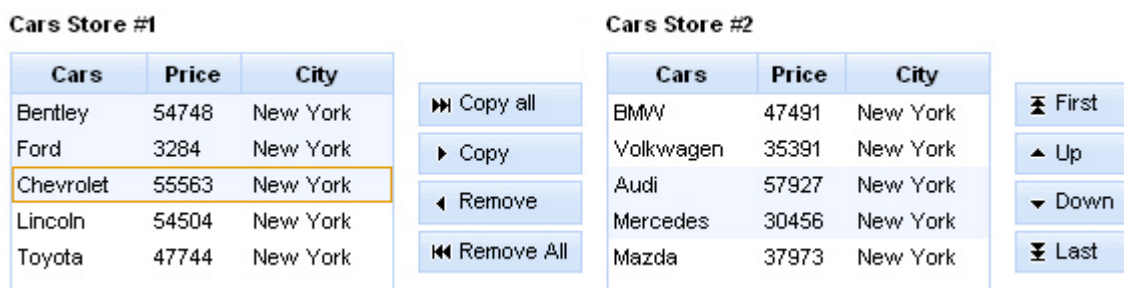 Cars Store #1
Cars Price City
Bentley 54748 New York
Ford 3284 New York
Chevrolet 55563 New York
Lincoln 54504 New York
Toyota 47744 New York
Copy all
Copy
Remove
Remove All
Cars Store #2
Cars Price City
BMW 47491 New York
Volkwagen 35391 New York
Audi 57927 New York
Mercedes 30456 New York
Mazda 37973 New York
First
Up
Down
Last